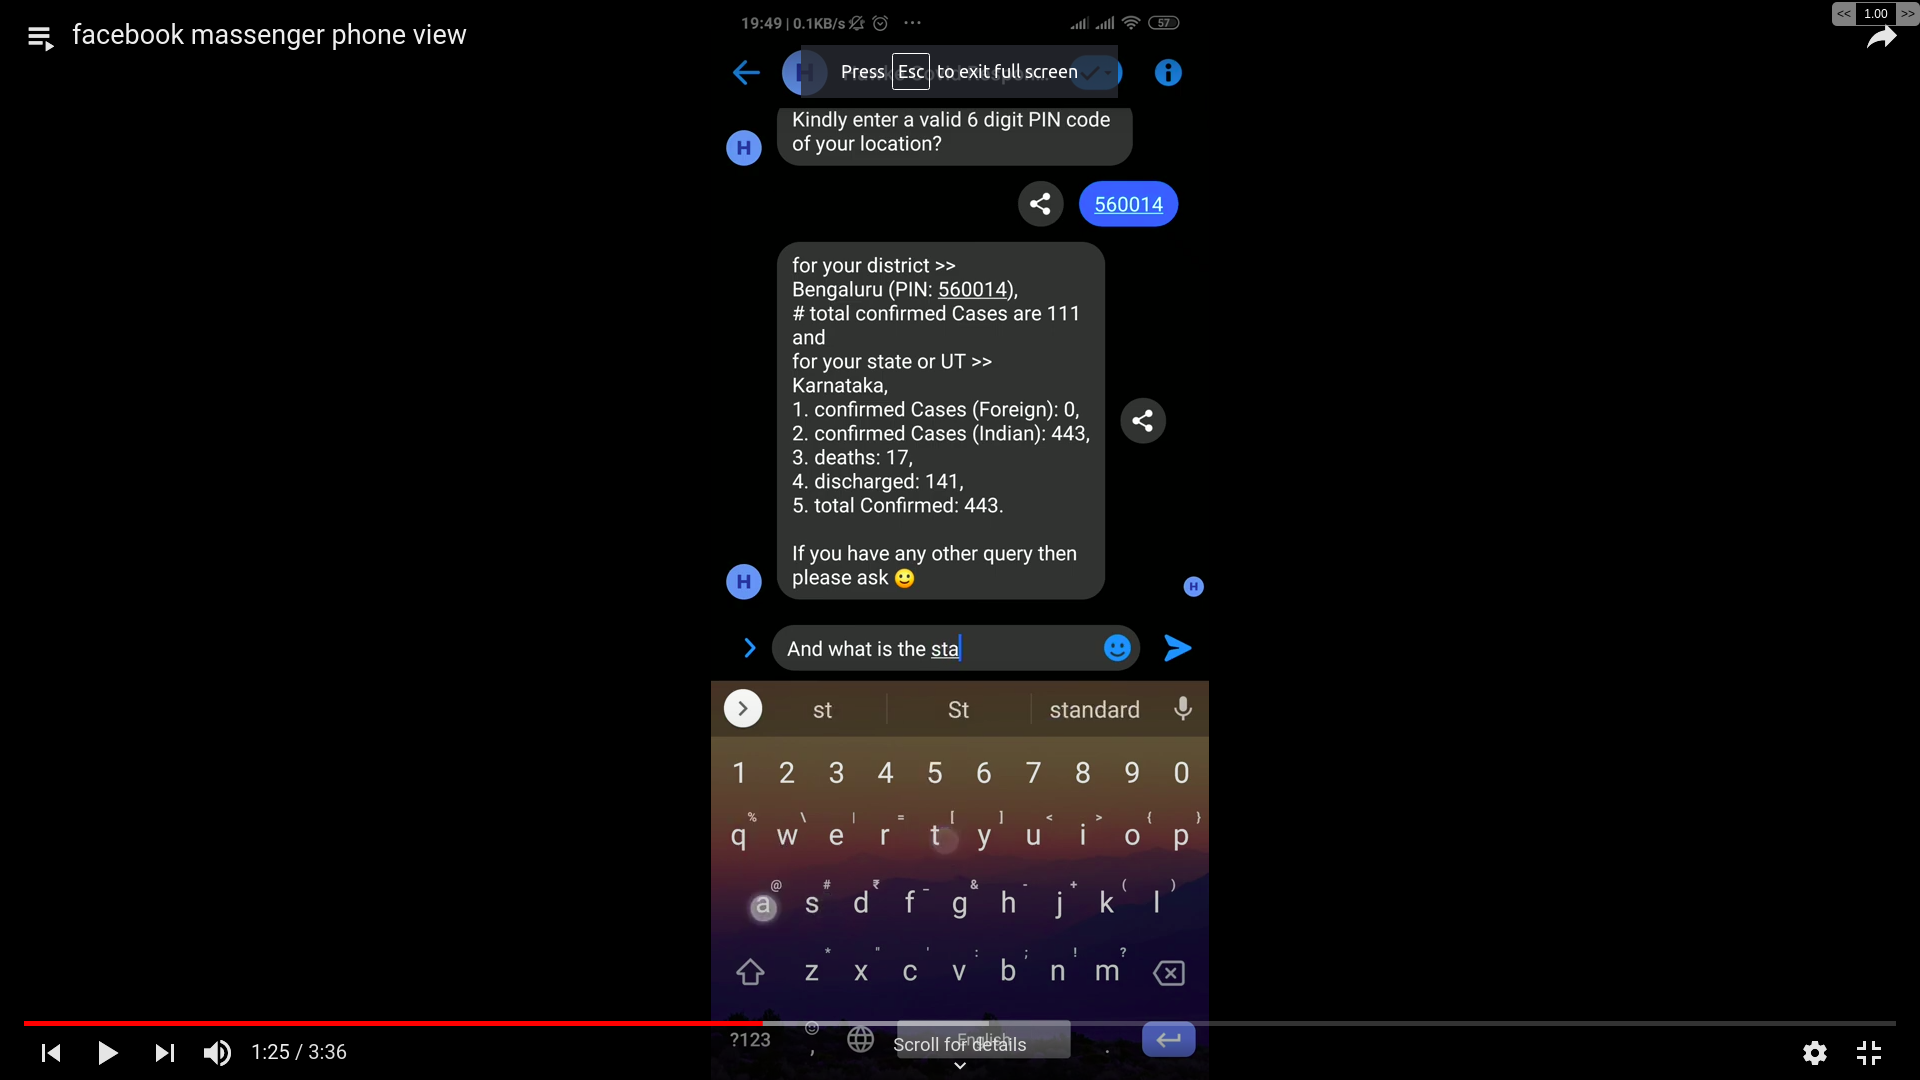 facebook massenger phone view
<< 1.00 >>
19:49 | 0.1KB/s ...
57
H
Press Esc to exit full screen
Kindly enter a valid 6 digit PIN code
of your location?
H
560014
for your district >>
Bengaluru (PIN: 560014),
# total confirmed Cases are 111
and
for your state or UT >>
Karnataka,
1. confirmed Cases (Foreign): 0,
2. confirmed Cases (Indian): 443,
3. deaths: 17,
4. discharged: 141,
5. total Confirmed: 443.
If you have any other query then
please ask 😀
H
H
And what is the sta
st St standard
1 2 3 4 5 6 7 8 9 0
% \ | = [ ] < > { }
q w e r t y u i o p
@ # ₹ _ & - + ( )
a s d f g h j k l
* " ' : ; ! ?
z x c v b n m
?123 , English .
Scroll for details
1:25 / 3:36